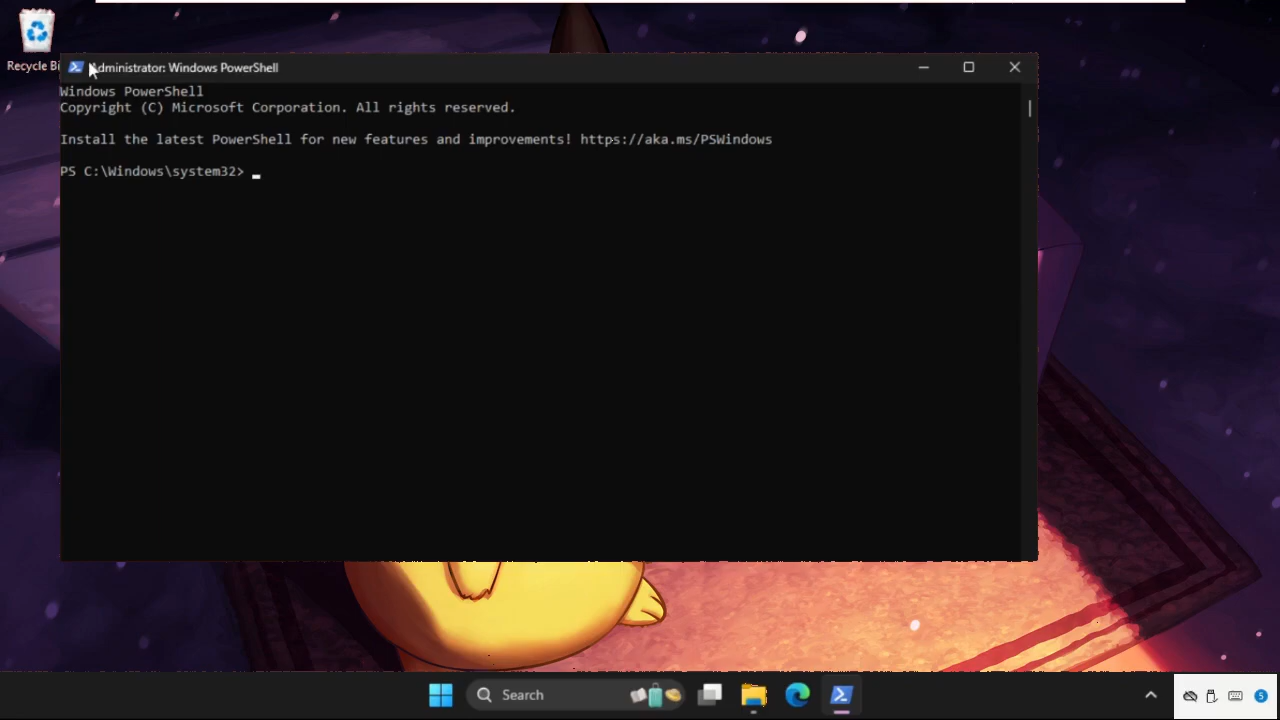 Recycle Bi
Administrator: Windows PowerShell
Windows PowerShell
Copyright (C) Microsoft Corporation. All rights reserved.
Install the latest PowerShell for new features and improvements! https://aka.ms/PSWindows
PS C:\Windows\system32>
Search
5